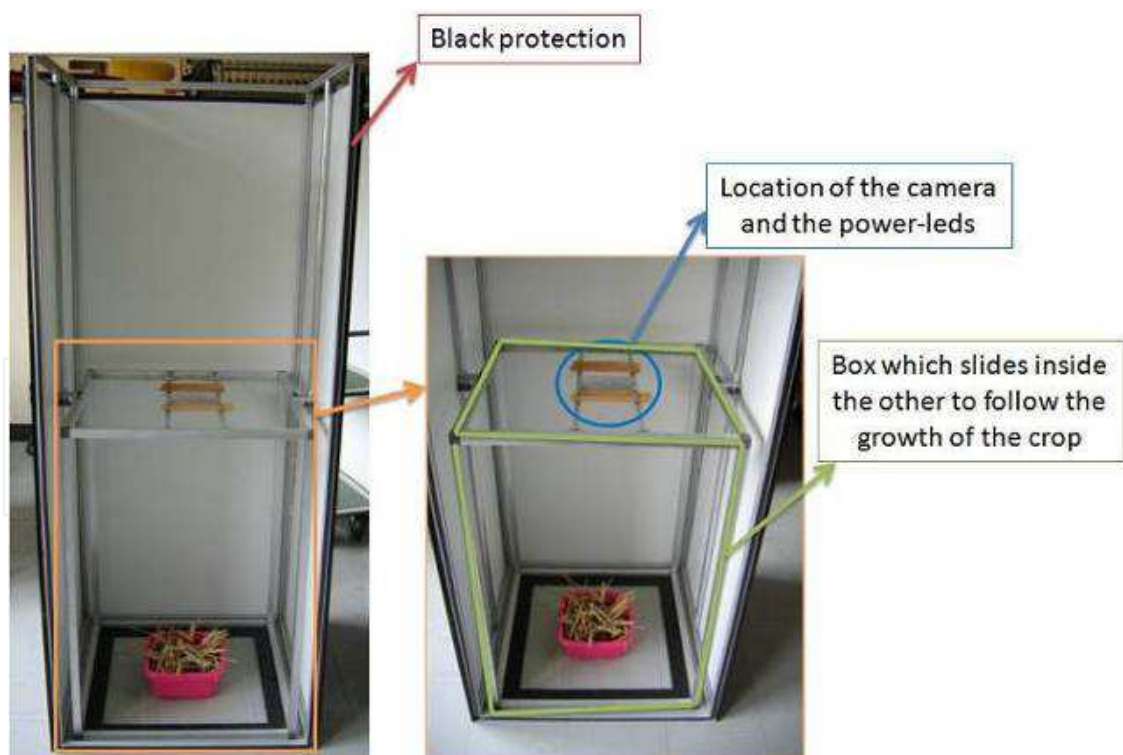 Black protection
Location of the camera
and the power-leds
Box which slides inside
the other to follow the
growth of the crop